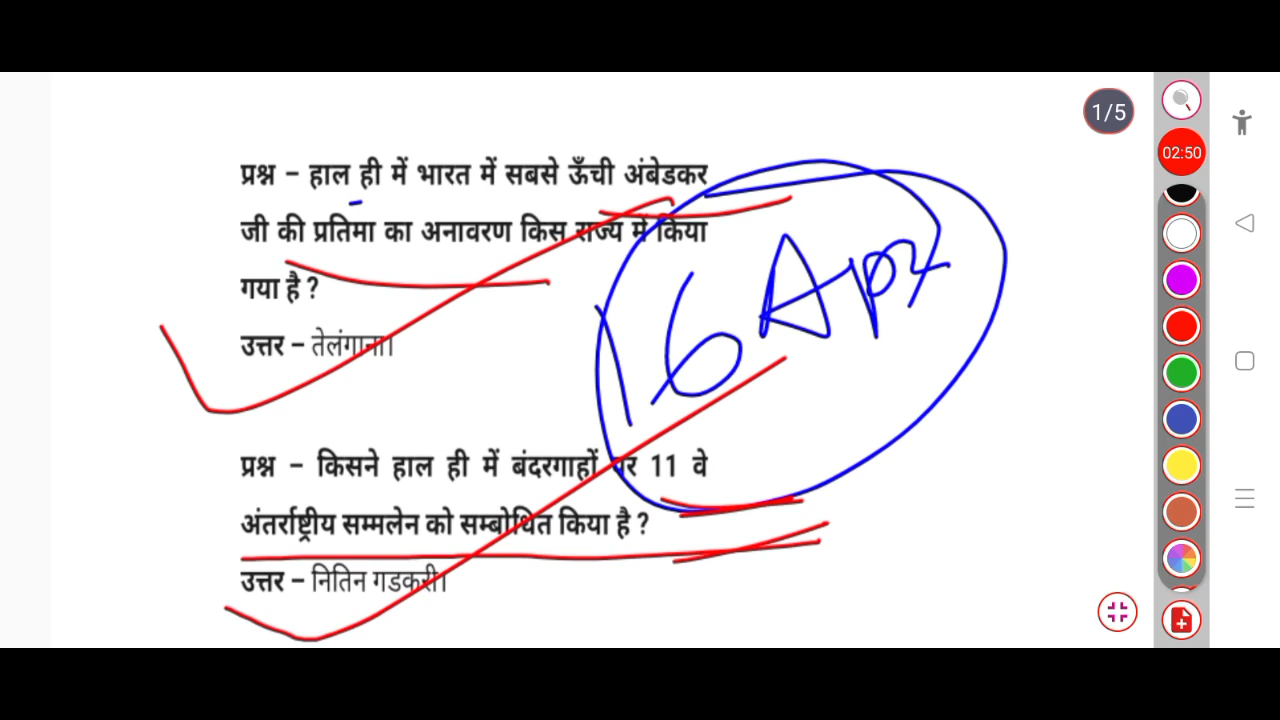 1/5
02:50
प्रश्न – हाल ही में भारत में सबसे ऊँची अंबेडकर
जी की प्रतिमा का अनावरण किस राज्य में किया
गया है ?
उत्तर – तेलंगाना।
16 Apr
प्रश्न – किसने हाल ही में बंदरगाहों पर 11 वे
अंतर्राष्ट्रीय सम्मलेन को सम्बोधित किया है ?
उत्तर – नितिन गडकरी।